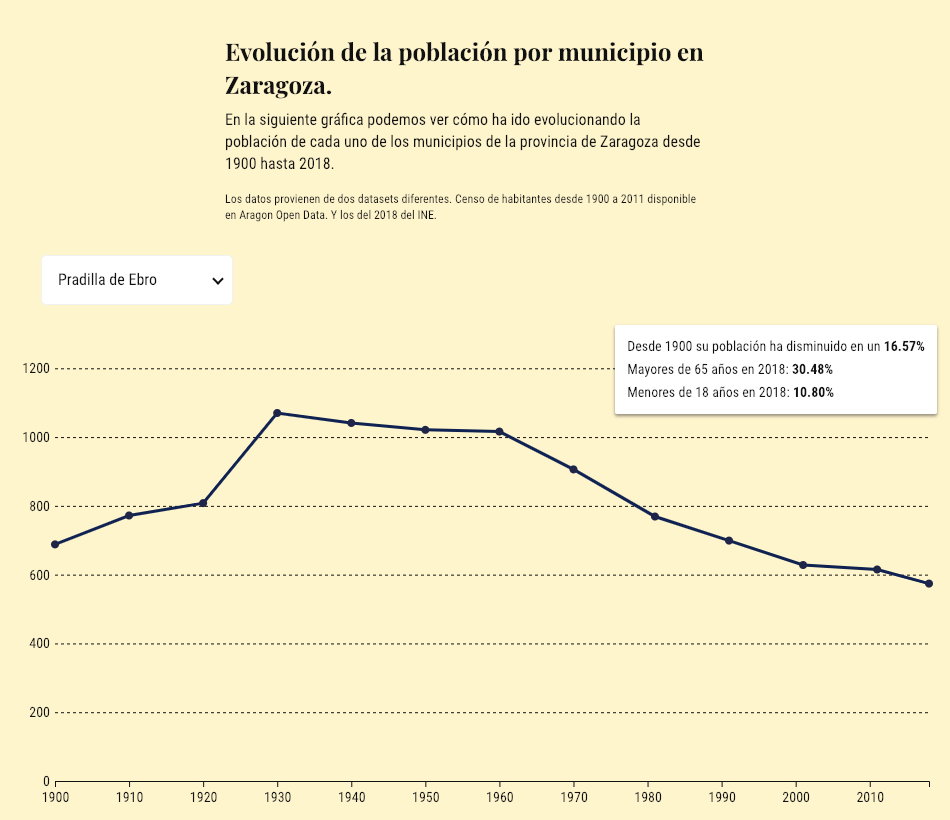 Evolución de la población por municipio en
Zaragoza.
En la siguiente gráfica podemos ver cómo ha ido evolucionando la
población de cada uno de los municipios de la provincia de Zaragoza desde
1900 hasta 2018.
Los datos provienen de dos datasets diferentes. Censo de habitantes desde 1900 a 2011 disponible
en Aragon Open Data. Y los del 2018 del INE.
Pradilla de Ebro
Desde 1900 su población ha disminuido en un 16.57%
Mayores de 65 años en 2018: 30.48%
Menores de 18 años en 2018: 10.80%
1200
1000
800
600
400
200
0
1900 1910 1920 1930 1940 1950 1960 1970 1980 1990 2000 2010